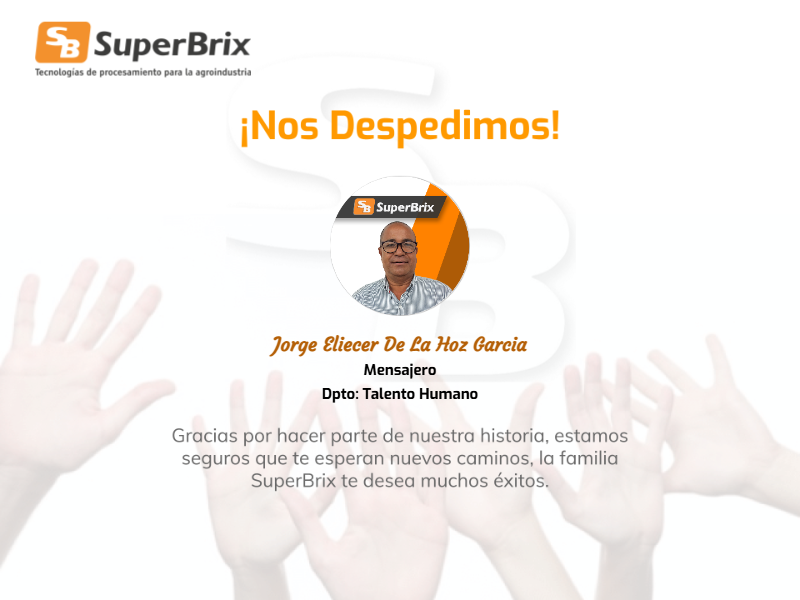 SB SuperBrix
Tecnologías de procesamiento para la agroindustria
¡Nos Despedimos!
SB SuperBrix
Jorge Eliecer De La Hoz Garcia
Mensajero
Dpto: Talento Humano
Gracias por hacer parte de nuestra historia, estamos
seguros que te esperan nuevos caminos, la familia
SuperBrix te desea muchos éxitos.